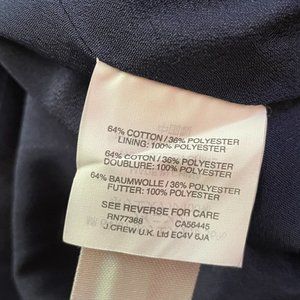 64% COTTON / 36% POLYESTER
LINING: 100% POLYESTER
64% COTON / 36% POLYESTER
DOUBLURE: 100% POLYESTER
64% BAUMWOLLE / 36% POLYESTER
FUTTER: 100% POLYESTER
SEE REVERSE FOR CARE
RN77388 CA56445
J.CREW U.K. Ltd EC4V 6JA